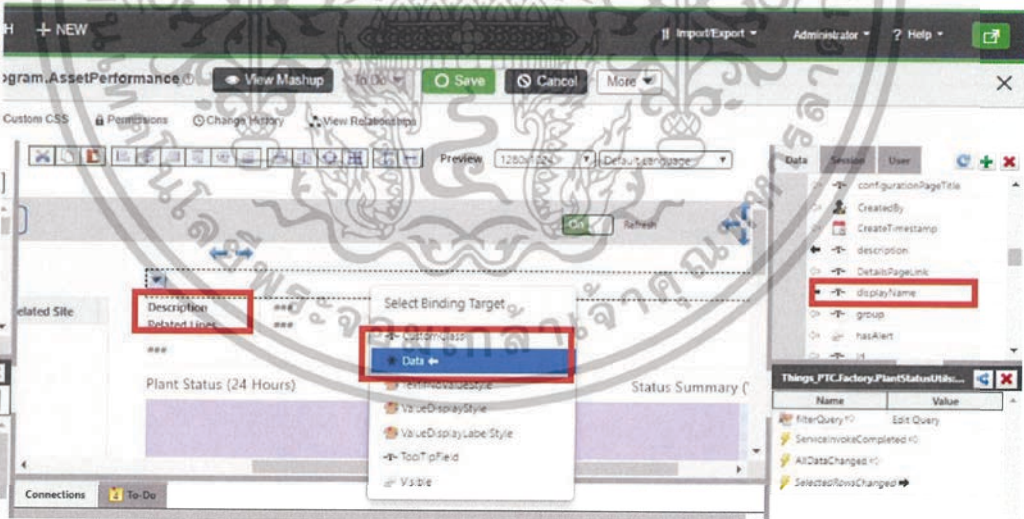 + NEW
Import/Export
Administrator
? Help
ogram.AssetPerformance
View Mashup
To Do
Save
Cancel
More
Custom CSS
Permissions
Change History
View Relationships
Preview
1280x1024
Default Language
Data
Session
User
On
Refresh
configurationPageTitle
CreatedBy
CreateTimestamp
description
DetailsPageLink
displayName
group
hasAlert
id
elated Site
Description
###
Related Lines
###
###
Select Binding Target
CustomClass
Data
TextIfNoValueStyle
ValueDisplayStyle
ValueDisplayLabelStyle
ToolTipField
Visible
Plant Status (24 Hours)
Status Summary (
Things_PTC.Factory.PlantStatusUtils:...
Name
Value
filterQuery
Edit Query
ServiceInvokeCompleted
AllDataChanged
SelectedRowsChanged
Connections
To-Do